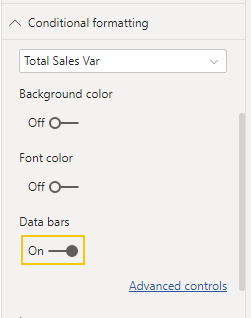 Conditional formatting
Total Sales Var
Background color
Off
Font color
Off
Data bars
On
Advanced controls